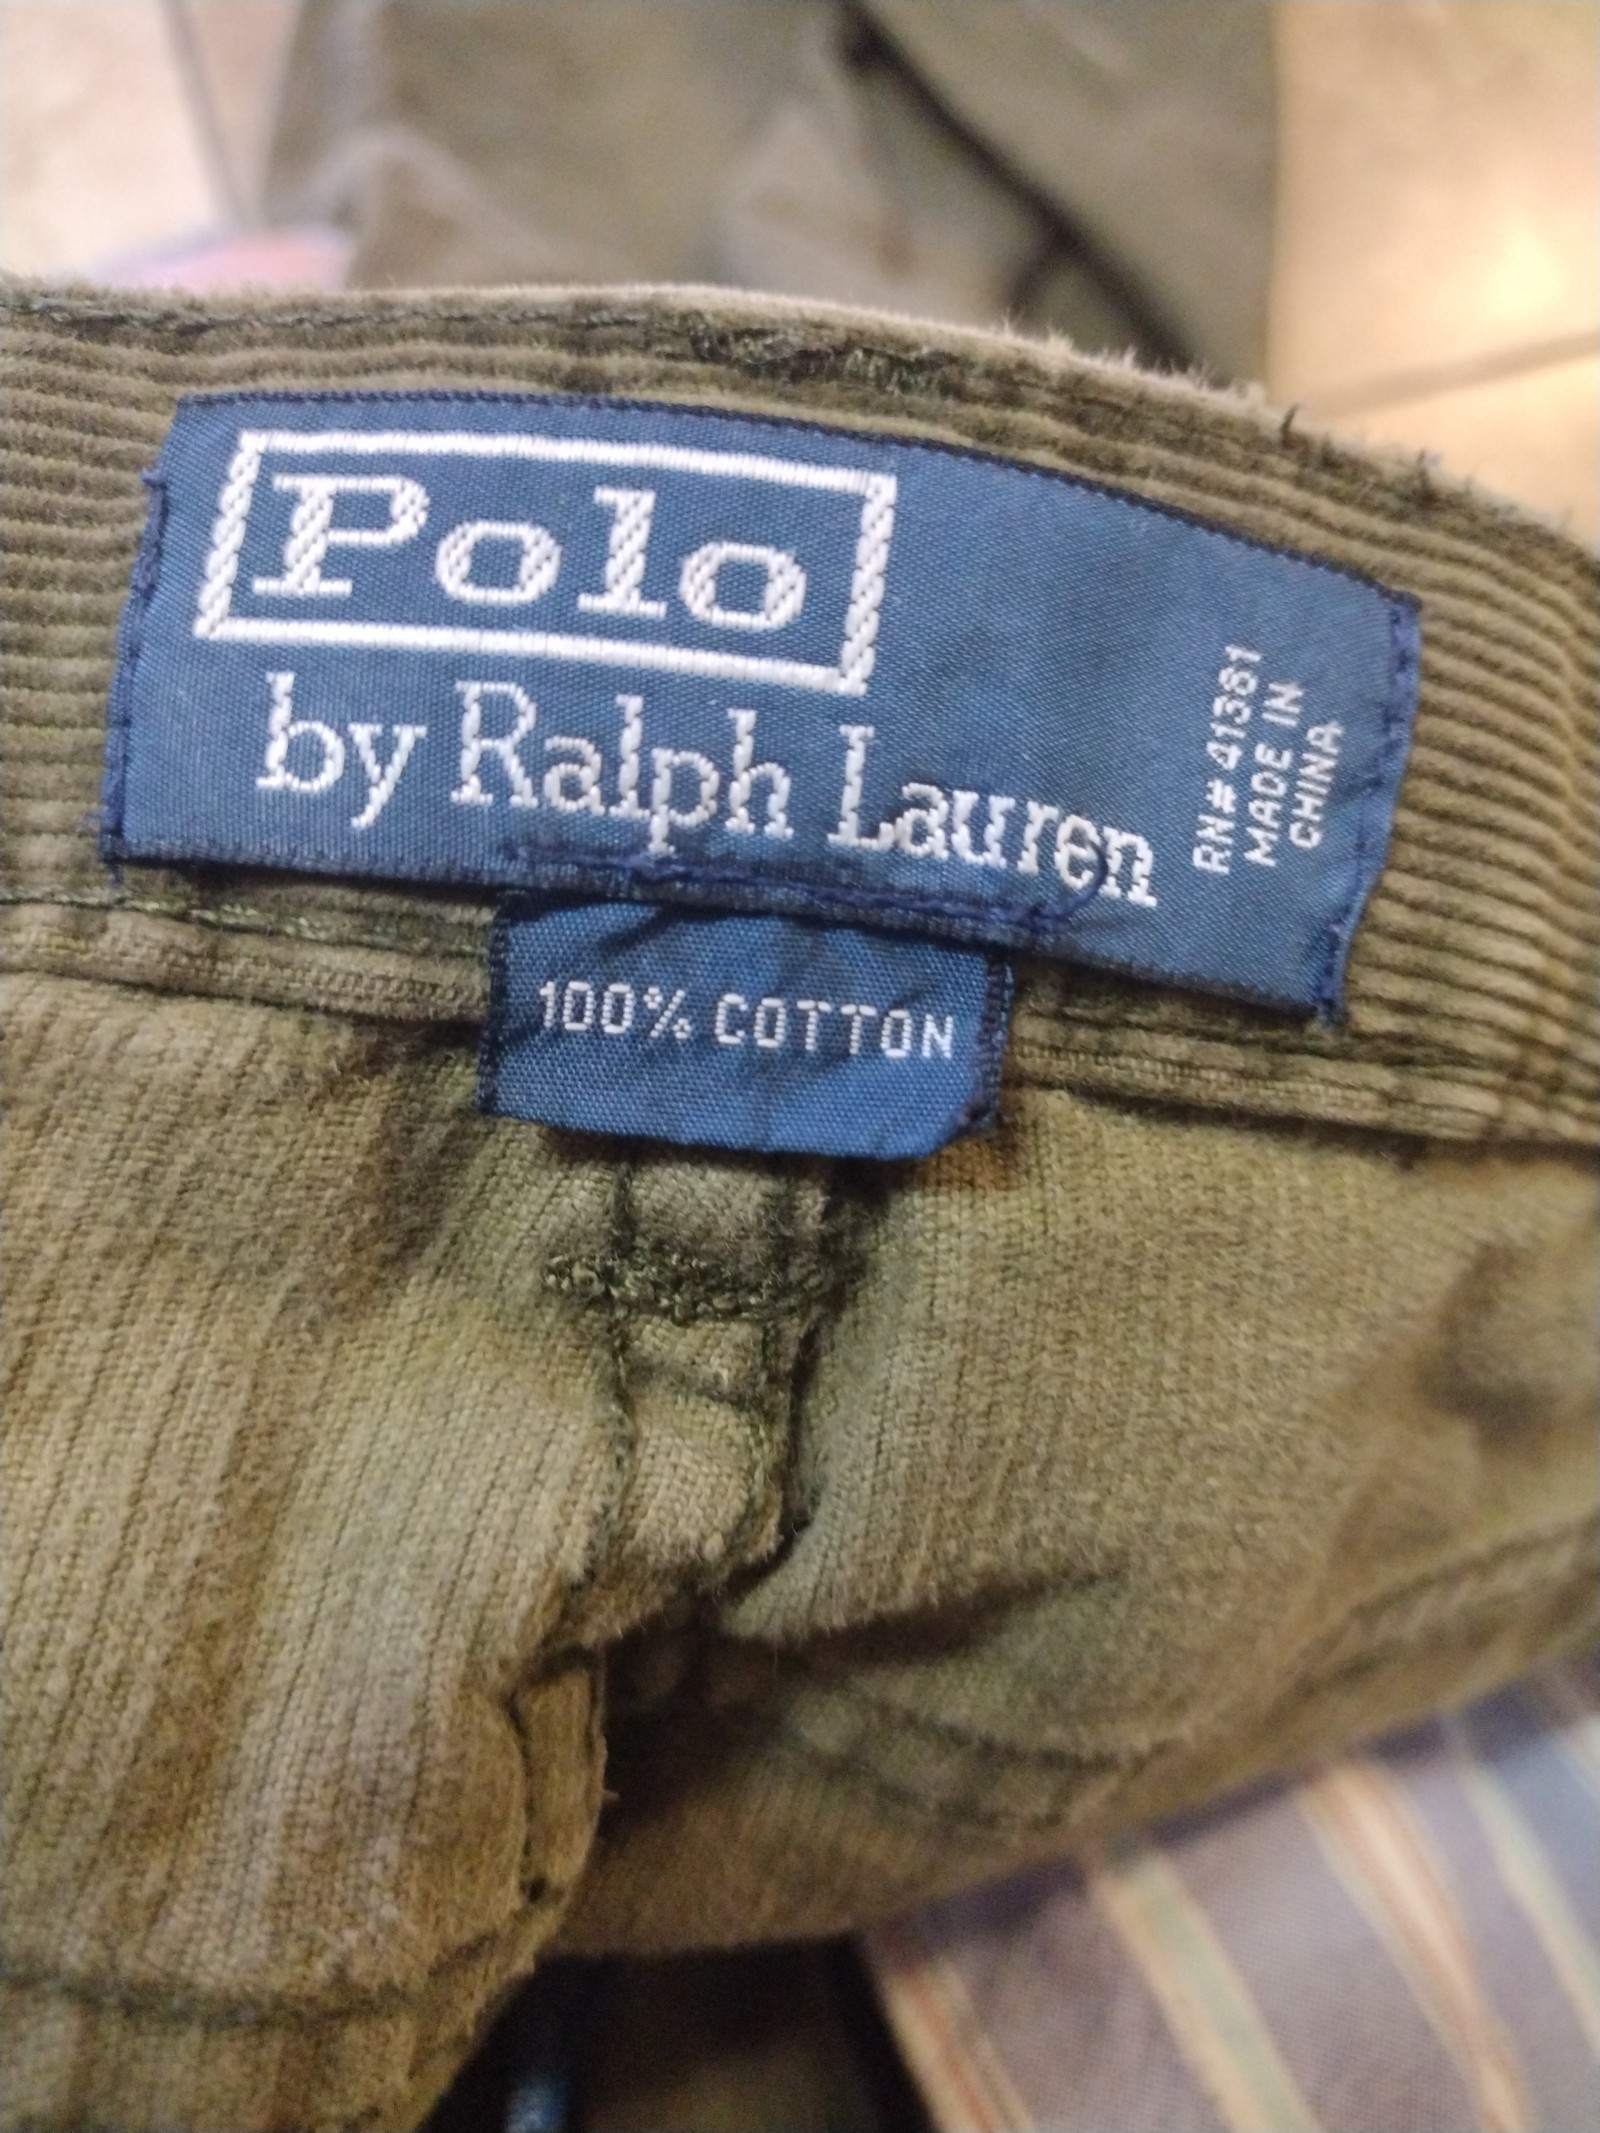 Polo
by Ralph Lauren
RN# 41381
MADE IN
CHINA
100% COTTON